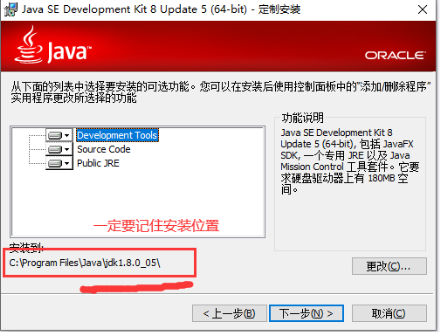 Java SE Development Kit 8 Update 5 (64-bit) - 定制安装
Java™
ORACLE
从下面的列表中选择要安装的可选功能。您可以在安装后使用控制面板中的“添加/删除程序”
实用程序更改所选择的功能
Development Tools
Source Code
Public JRE
功能说明
Java SE Development Kit 8
Update 5 (64-bit), 包括 JavaFX
SDK, 一个专用 JRE 以及 Java
Mission Control 工具套件。它要
求硬盘驱动器上有 180MB 空
间。
一定要记住安装位置
安装到:
C:\Program Files\Java\jdk1.8.0_05\
更改(C)...
< 上一步(B)
下一步(N) >
取消(C)